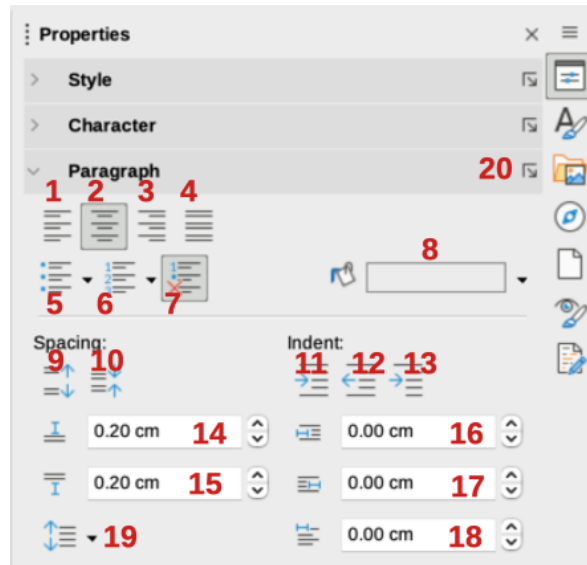 Properties
Style
Character
Paragraph 20
1 2 3 4
8
5 6 7
Spacing: Indent:
9 10 11 12 13
0.20 cm 14 0.00 cm 16
0.20 cm 15 0.00 cm 17
19 0.00 cm 18